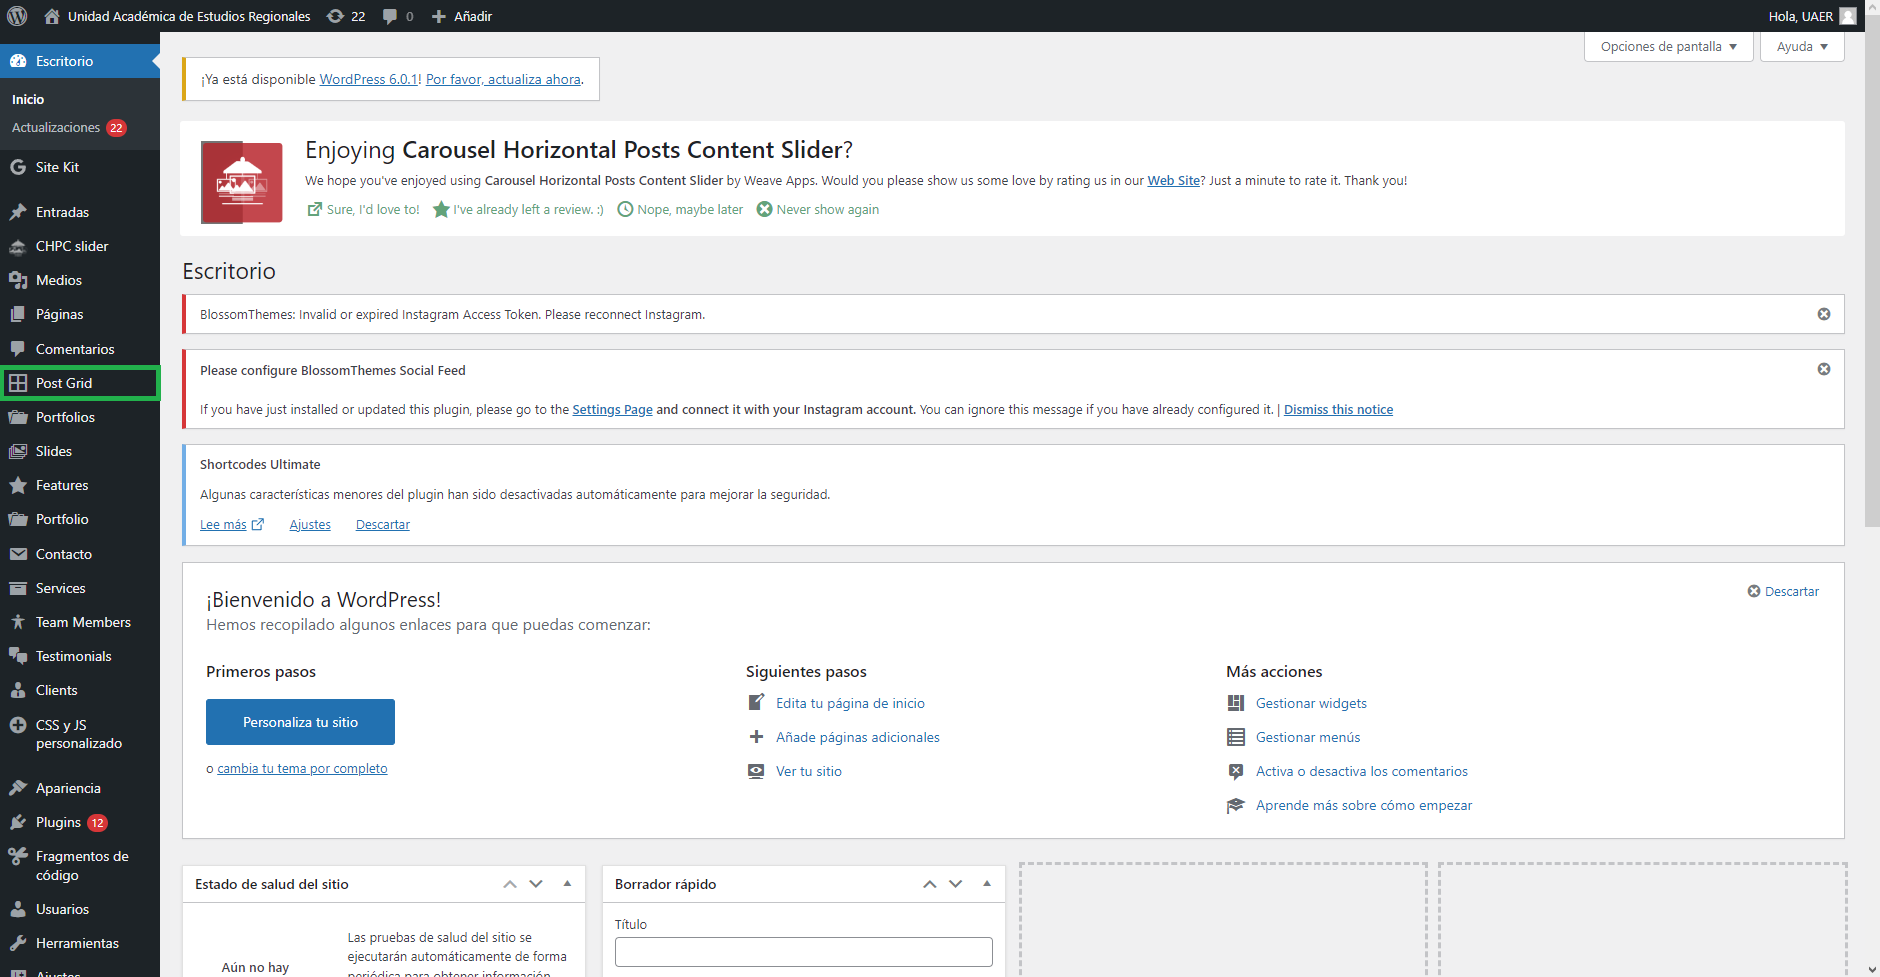 Unidad Académica de Estudios Regionales 22 0 Añadir Hola, UAER
Opciones de pantalla Ayuda
Escritorio
Inicio
Actualizaciones 22
Site Kit
Entradas
CHPC slider
Medios
Páginas
Comentarios
Post Grid
Portfolios
Slides
Features
Portfolio
Contacto
Services
Team Members
Testimonials
Clients
CSS y JS
personalizado
Apariencia
Plugins 12
Fragmentos de
código
Usuarios
Herramientas
Ajustes
¡Ya está disponible WordPress 6.0.1! Por favor, actualiza ahora.
Enjoying Carousel Horizontal Posts Content Slider?
We hope you've enjoyed using Carousel Horizontal Posts Content Slider by Weave Apps. Would you please show us some love by rating us in our Web Site? Just a minute to rate it. Thank you!
Sure, I'd love to! I've already left a review. :) Nope, maybe later Never show again
Escritorio
BlossomThemes: Invalid or expired Instagram Access Token. Please reconnect Instagram.
Please configure BlossomThemes Social Feed
If you have just installed or updated this plugin, please go to the Settings Page and connect it with your Instagram account. You can ignore this message if you have already configured it. | Dismiss this notice
Shortcodes Ultimate
Algunas características menores del plugin han sido desactivadas automáticamente para mejorar la seguridad.
Lee más Ajustes Descartar
¡Bienvenido a WordPress!
Descartar
Hemos recopilado algunos enlaces para que puedas comenzar:
Primeros pasos
Personaliza tu sitio
o cambia tu tema por completo
Siguientes pasos
Edita tu página de inicio
Añade páginas adicionales
Ver tu sitio
Más acciones
Gestionar widgets
Gestionar menús
Activa o desactiva los comentarios
Aprende más sobre cómo empezar
Estado de salud del sitio
Aún no hay
Las pruebas de salud del sitio se
ejecutarán automáticamente de forma
periódica para obtener información
Borrador rápido
Título